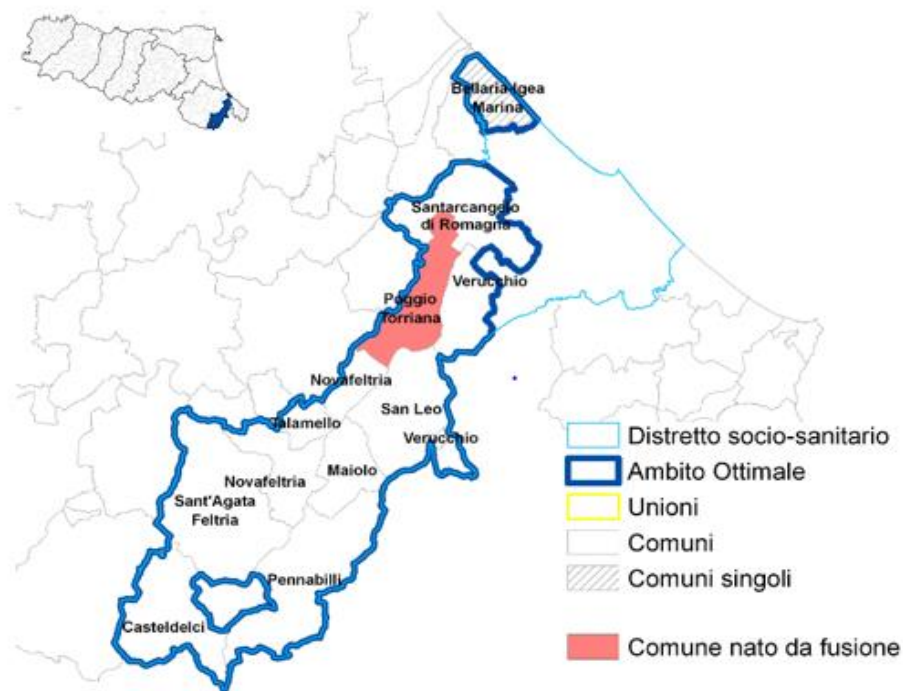 Bellaria Igea
Marina
Santarcangelo
di Romagna
Verucchio
Poggio
Torriana
Novafeltria
Talamello
San Leo
Verucchio
Maiolo
Novafeltria
Sant'Agata
Feltria
Pennabilli
Casteldelci
Distretto socio-sanitario
Ambito Ottimale
Unioni
Comuni
Comuni singoli
Comune nato da fusione